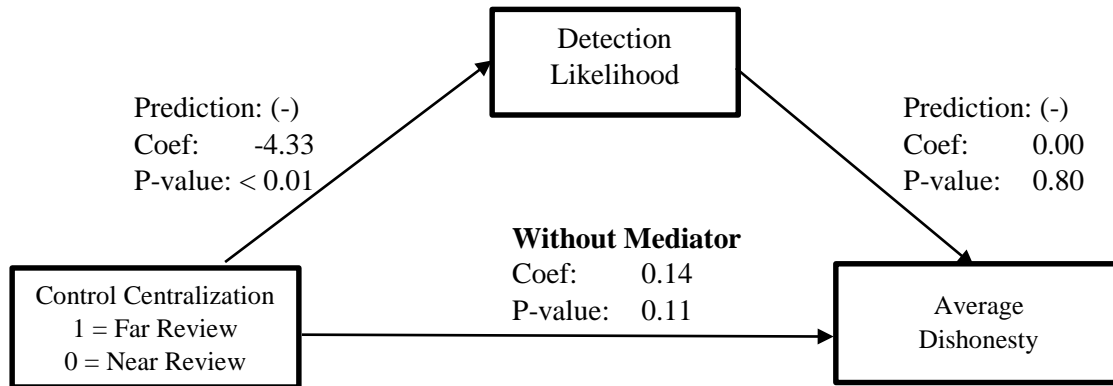 Detection
Likelihood
Prediction: (-)
Coef: -4.33
P-value: < 0.01
Prediction: (-)
Coef: 0.00
P-value: 0.80
Without Mediator
Coef: 0.14
P-value: 0.11
Control Centralization
1 = Far Review
0 = Near Review
Average
Dishonesty